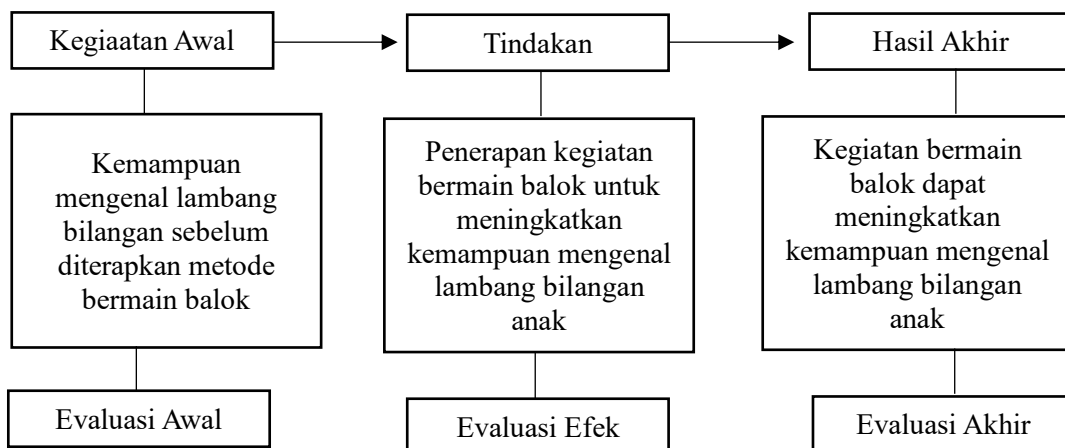 Kegiaatan Awal
Tindakan
Hasil Akhir
Kemampuan
mengenal lambang
bilangan sebelum
diterapkan metode
bermain balok
Penerapan kegiatan
bermain balok untuk
meningkatkan
kemampuan mengenal
lambang bilangan
anak
Kegiatan bermain
balok dapat
meningkatkan
kemampuan mengenal
lambang bilangan
anak
Evaluasi Awal
Evaluasi Efek
Evaluasi Akhir